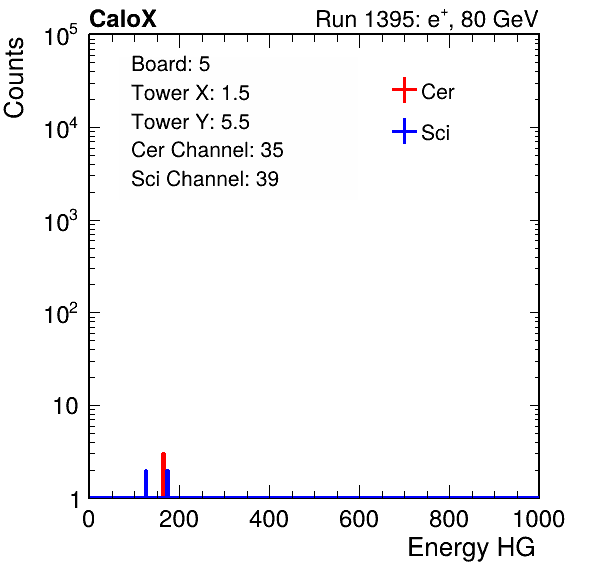 CaloX
Run 1395: e⁺, 80 GeV
Counts
10⁵
10⁴
10³
10²
10
1
Board: 5
Tower X: 1.5
Tower Y: 5.5
Cer Channel: 35
Sci Channel: 39
Cer
Sci
0 200 400 600 800 1000
Energy HG